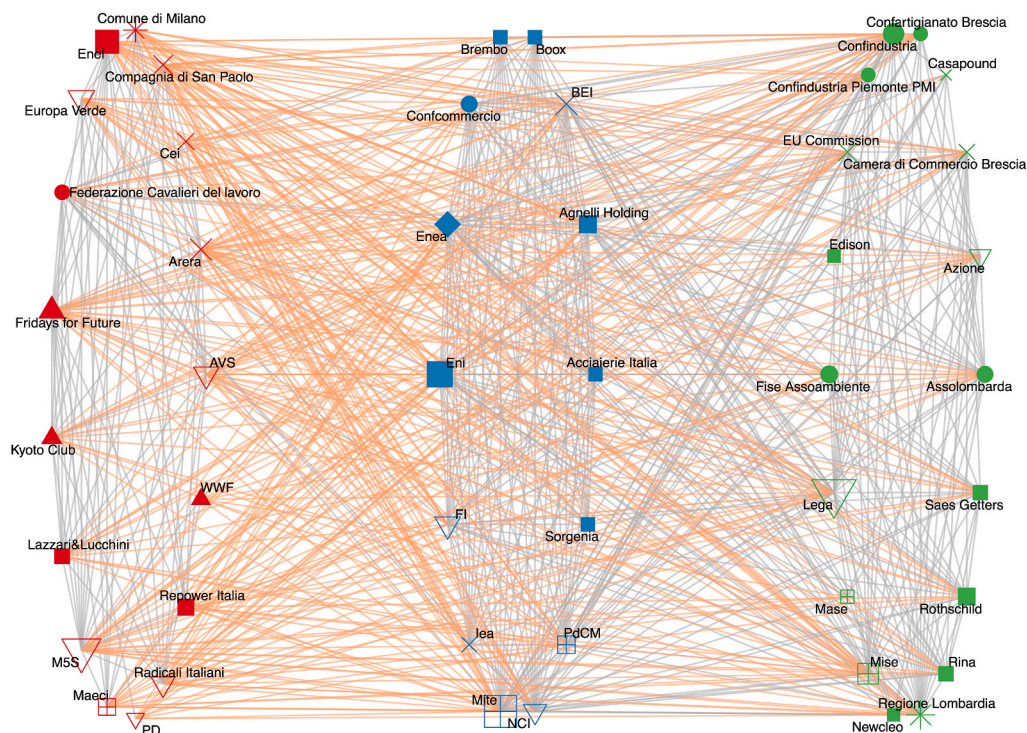 Comune di Milano
Enel
Compagnia di San Paolo
Europa Verde
Cei
Federazione Cavalieri del lavoro
Arera
Fridays for Future
AVS
Kyoto Club
WWF
Lazzari&Lucchini
Repower Italia
M5S
Radicali Italiani
Maeci
PD
Brembo
Boox
BEI
Confcommercio
Agnelli Holding
Enea
Eni
Acciaierie Italia
FI
Sorgenia
Iea
PdCM
Mite
NCI
Confartigianato Brescia
Confindustria
Casapound
Confindustria Piemonte PMI
EU Commission
Camera di Commercio Brescia
Edison
Azione
Fise Assoambiente
Assolombarda
Lega
Saes Getters
Mase
Rothschild
Mise
Rina
Regione Lombardia
Newcleo